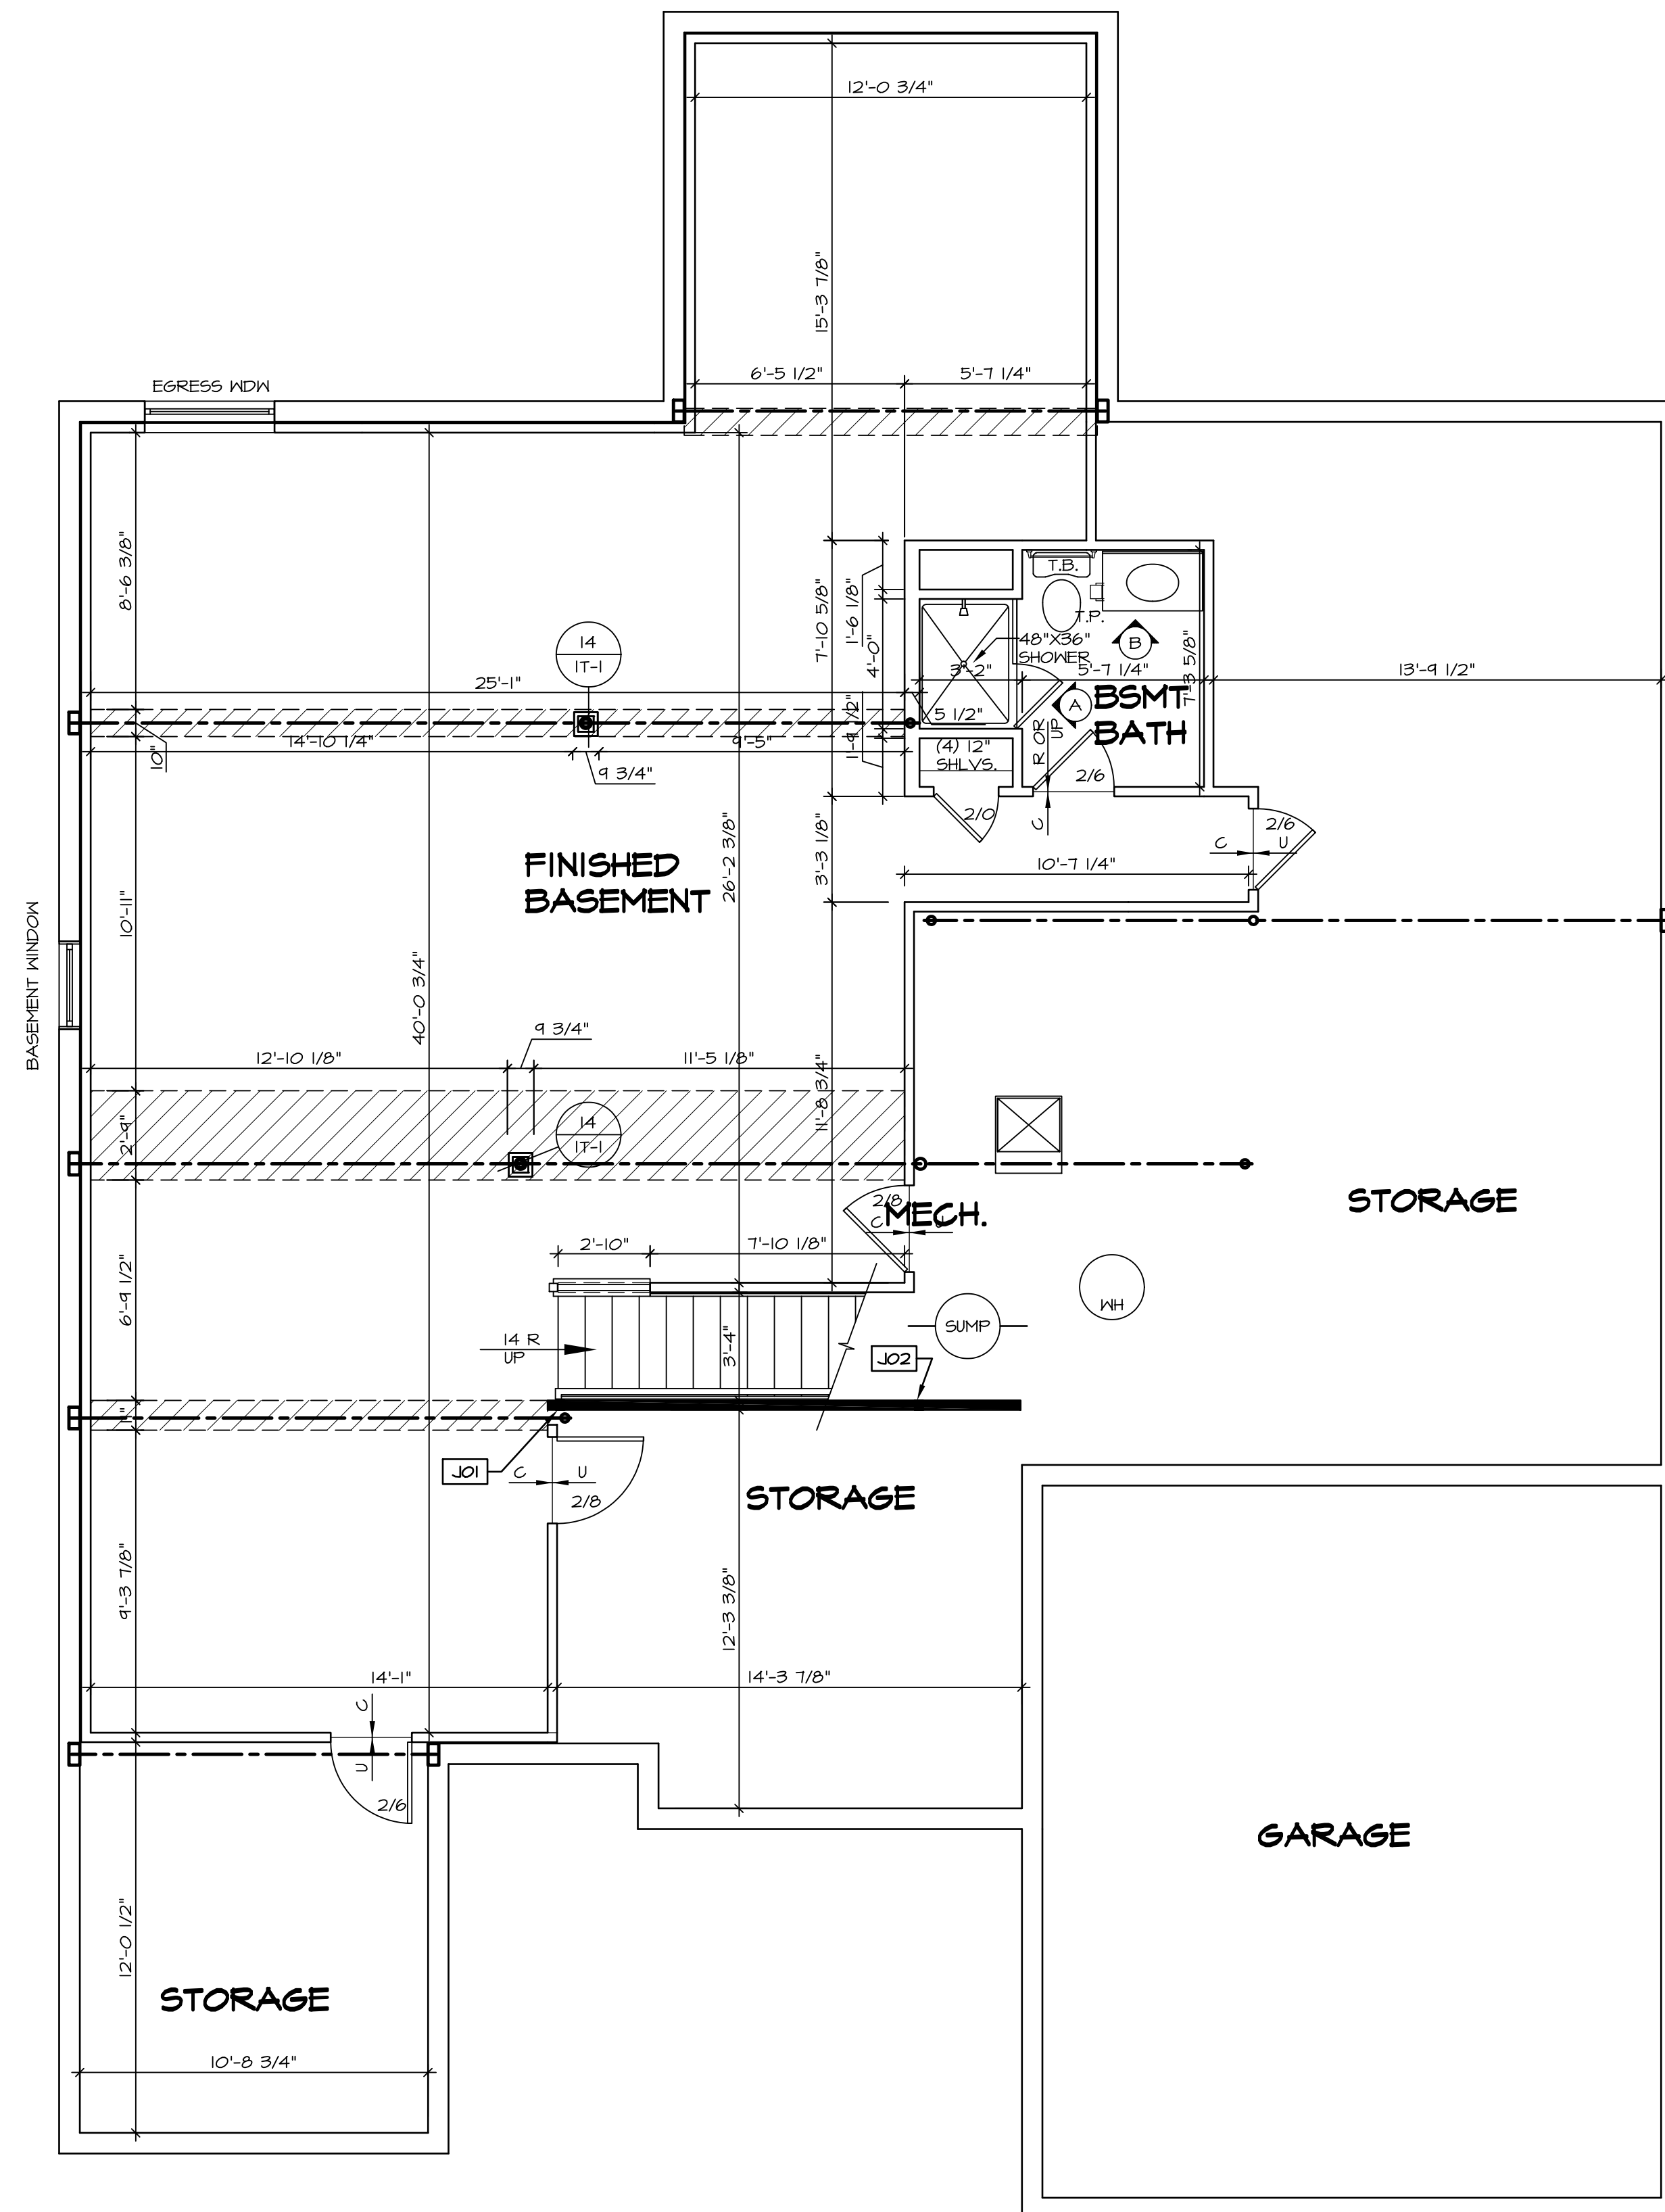 12'-0 3/4"
15'-3 7/8"
6'-5 1/2"
5'-7 1/4"
EGRESS WDW
8'-6 3/8"
7'-10 5/8"
1'-6 1/8"
4'-0"
T.B.
T.P.
B
48"X36"
SHOWER
7'-3 5/8"
14
1T-1
25'-1"
3'-2"
5'-7 1/4"
13'-9 1/2"
BSMT
BATH
A
5 1/2"
R OR
UP
14'-10 1/4"
9'-5"
10"
9 3/4"
1'-9 1/2"
(4) 12"
SHLVS.
2/6
2/0
C
2/6
C
U
FINISHED
BASEMENT
26'-2 3/8"
3'-3 1/8"
10'-7 1/4"
10'-11"
BASEMENT WINDOW
40'-0 3/4"
9 3/4"
12'-10 1/8"
11'-5 1/8"
11'-8 3/4"
2'-9"
14
1T-1
2/8
MECH.
C
U
STORAGE
2'-10"
7'-10 1/8"
6'-9 1/2"
WH
SUMP
14 R
UP
3'-4"
J02
11"
J01
C
U
2/8
STORAGE
9'-3 7/8"
12'-3 3/8"
14'-1"
14'-3 7/8"
C
U
2/6
GARAGE
12'-0 1/2"
STORAGE
10'-8 3/4"